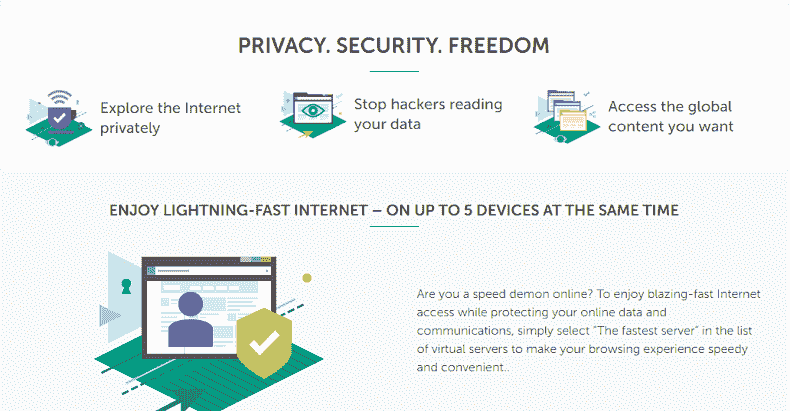 PRIVACY. SECURITY. FREEDOM
Explore the Internet
privately
Stop hackers reading
your data
Access the global
content you want
ENJOY LIGHTNING-FAST INTERNET – ON UP TO 5 DEVICES AT THE SAME TIME
Are you a speed demon online? To enjoy blazing-fast Internet
access while protecting your online data and
communications, simply select "The fastest server" in the list
of virtual servers to make your browsing experience speedy
and convenient..